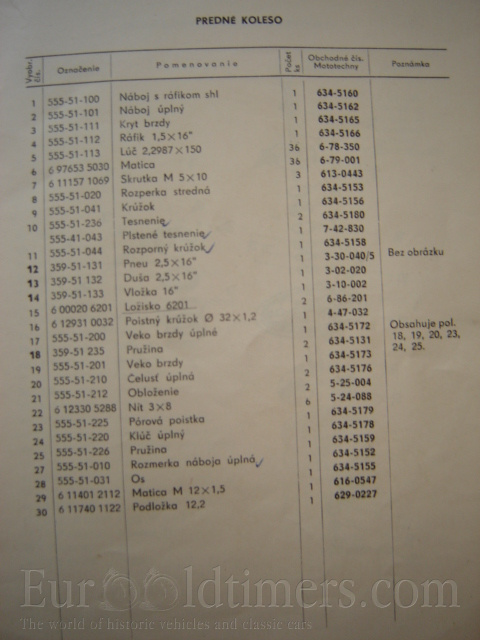 PREDNÉ KOLESO
Vyobr. čís. Označenie Pomenovanie Počet ks Obchodné čís. Mototechny Poznámka
1 555-51-100 Náboj s ráfikom shl 1 634-5160
2 555-51-101 Náboj úplný 1 634-5162
3 555-51-111 Kryt brzdy 1 634-5165
4 555-51-112 Ráfik 1,5×16" 1 634-5166
5 555-51-113 Lúč 2,2987×150 36 6-78-350
6 6 97653 5030 Matica 36 6-79-001
7 6 11157 1069 Skrutka M 5×10 3 613-0443
8 555-51-020 Rozperka stredná 1 634-5153
9 555-51-041 Krúžok 1 634-5156
10 555-51-236 Tesnenie 2 634-5180
555-41-043 Plstené tesnenie 1 7-42-830
11 555-51-044 Rozporný krúžok 1 634-5158
12 359-51-131 Pneu 2,5×16" 1 3-30-040/5 Bez obrázku
13 359-51 132 Duša 2,5×16" 1 3-02-020
14 359-51-133 Vložka 16" 1 3-10-002
15 6 00020 6201 Ložisko 6201 2 6-86-201
16 6 12931 0032 Poistný krúžok Ø 32×1,2 1 4-47-032
17 555-51-200 Veko brzdy úplné 1 634-5172 Obsahuje pol. 18, 19, 20, 23, 24, 25.
18 359-51 235 Pružina 2 634-5131
19 555-51-201 Veko brzdy 1 634-5173
20 555-51-210 Čelusť úplná 2 634-5176
21 555-51-212 Obloženie 2 5-25-004
22 6 12330 5288 Nit 3×8 6 5-24-088
23 555-51-225 Pórová poistka 1 634-5179
24 555-51-220 Kľúč úplný 1 634-5178
25 555-51-226 Pružina 1 634-5159
27 555-51-010 Rozmerka náboja úplná 1 634-5152
28 555-51-031 Os 1 634-5155
29 6 11401 2112 Matica M 12×1,5 1 616-0547
30 6 11740 1122 Podložka 12,2 1 629-0227
EuroOldtimers.com
The world of historic vehicles and classic cars